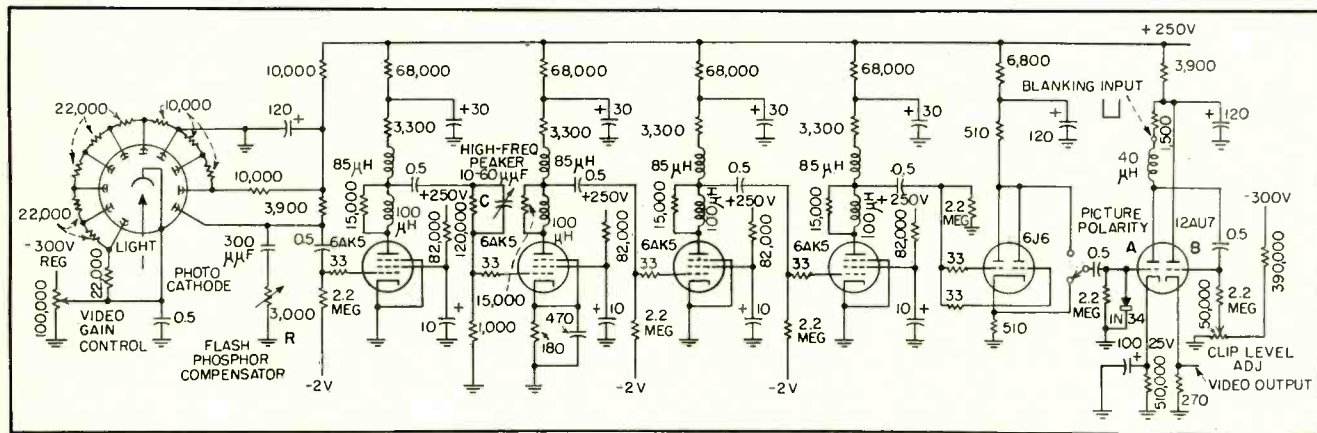 +250V
10,000
68,000
68,000
68,000
68,000
6,800
3,900
BLANKING INPUT
22,000
10,000
120
+
+
30
+
30
+
30
+
30
+
120
+
120
3,300
3,300
3,300
3,300
510
1,500
85μH
HIGH-FREQ
PEAKER
10-60μμF
85μH
85μH
85μH
40
μH
0.5
+250V
0.5
+250V
0.5
+250V
0.5
10,000
3,900
15,000
100
μH
82,000
120,000
C
15,000
100
μH
82,000
15,000
100μH
82,000
15,000
100μH
82,000
2.2
MEG
PICTURE
POLARITY
0.5
A
12AU7
B
0.5
-300V
390,000
22,000
LIGHT
-300V
REG
22,000
PHOTO
CATHODE
300
μμF
0.5
6AK5
6AK5
6AK5
6AK5
6J6
33
33
33
33
33
33
2.2
MEG
2.2
MEG
2.2
MEG
2.2
MEG
1N34
50,000
2.2
MEG
100,000
VIDEO GAIN
CONTROL
0.5
3,000
R
FLASH
PHOSPHOR
COMPENSATOR
10
+
1,000
470
180
10
+
10
+
10
+
510
100
25V
+
510,000
270
CLIP LEVEL
ADJ
VIDEO OUTPUT
-2V
-2V
-2V